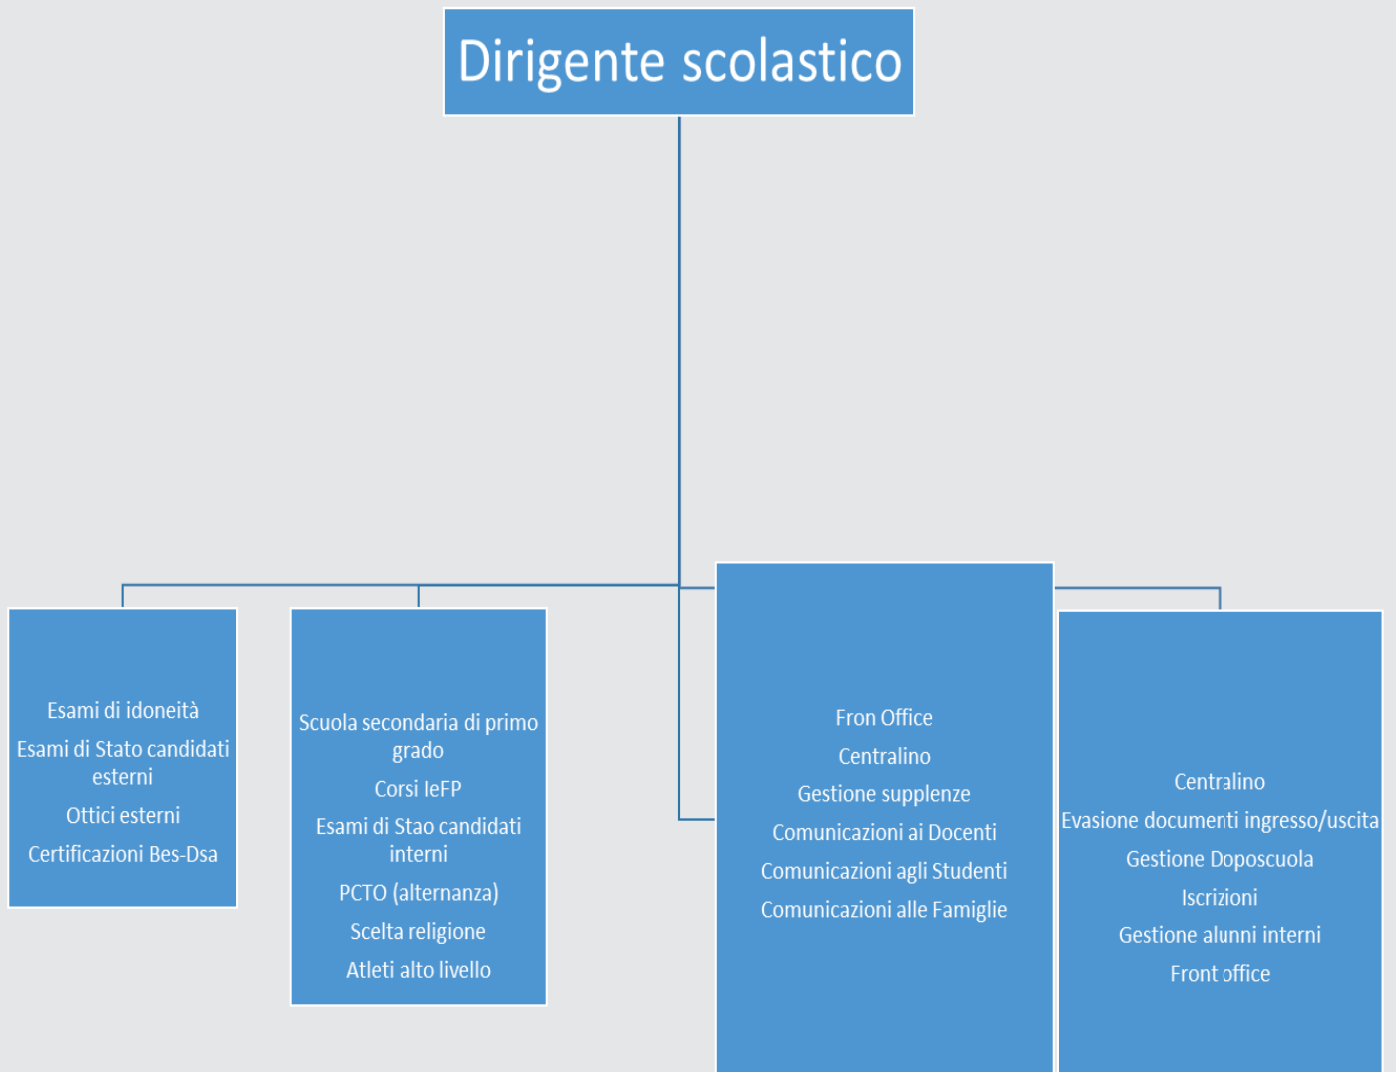 Dirigente scolastico
Esami di idoneità
Esami di Stato candidati
esterni
Ottici esterni
Certificazioni Bes-Dsa
Scuola secondaria di primo
grado
Corsi IeFP
Esami di Stao candidati
interni
PCTO (alternanza)
Scelta religione
Atleti alto livello
Fron Office
Centralino
Gestione supplenze
Comunicazioni ai Docenti
Comunicazioni agli Studenti
Comunicazioni alle Famiglie
Centralino
Evasione documenti ingresso/uscita
Gestione Doposcuola
Iscrizioni
Gestione alunni interni
Front office